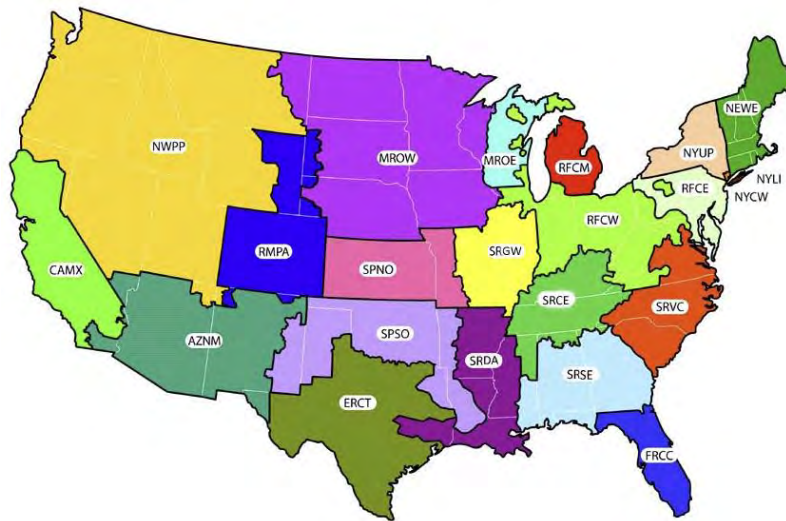 NEWE
NWPP
MROW
MROE
RFCM
NYUP
NYLI
RFCE
NYCW
RFCW
SRGW
RMPA
CAMX
SPNO
SRCE
SRVC
AZNM
SPSO
SRDA
SRSE
ERCT
FRCC